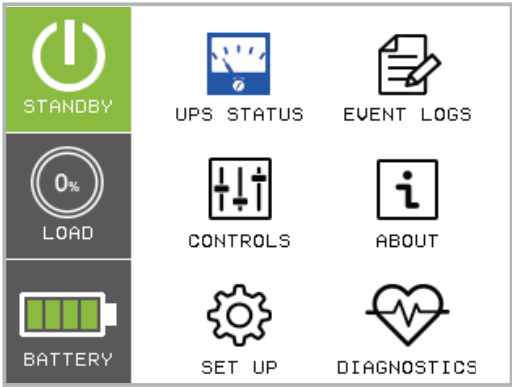 STANDBY
UPS STATUS
EVENT LOGS
0%
LOAD
CONTROLS
ABOUT
BATTERY
SET UP
DIAGNOSTICS